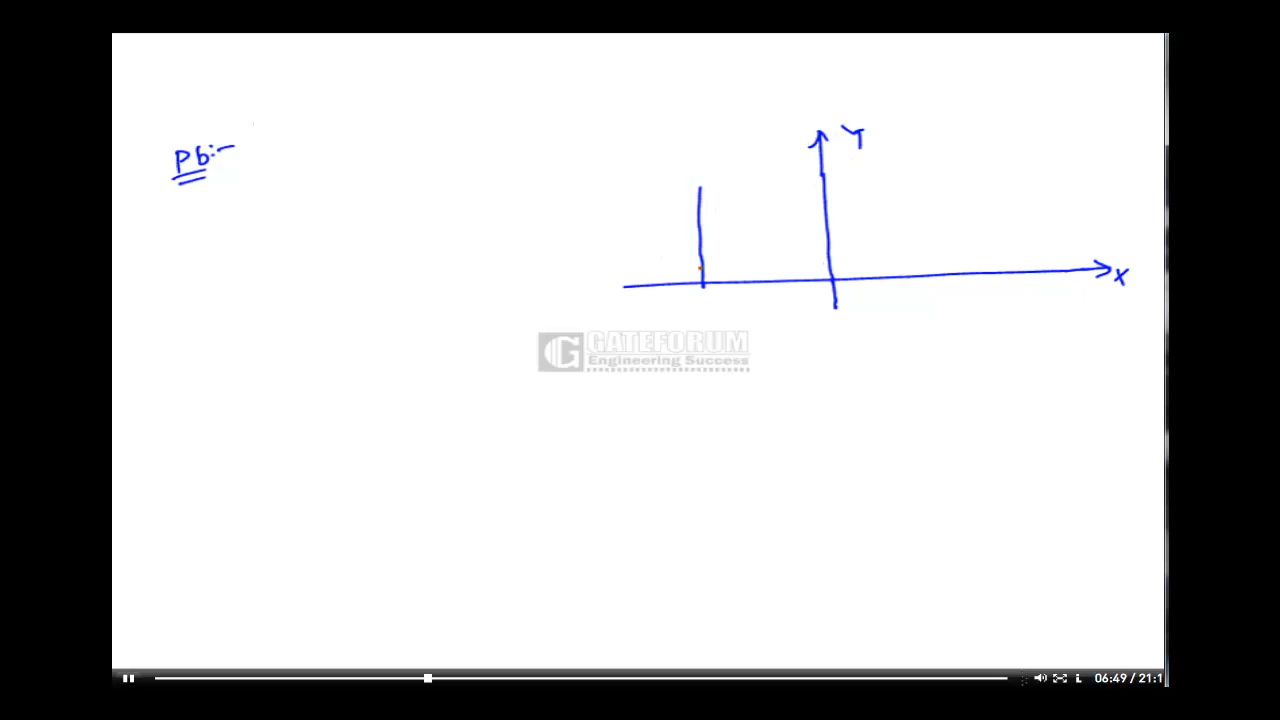 Pb:-
Y
X
GATEFORUM
Engineering Success
06:49 / 21:1